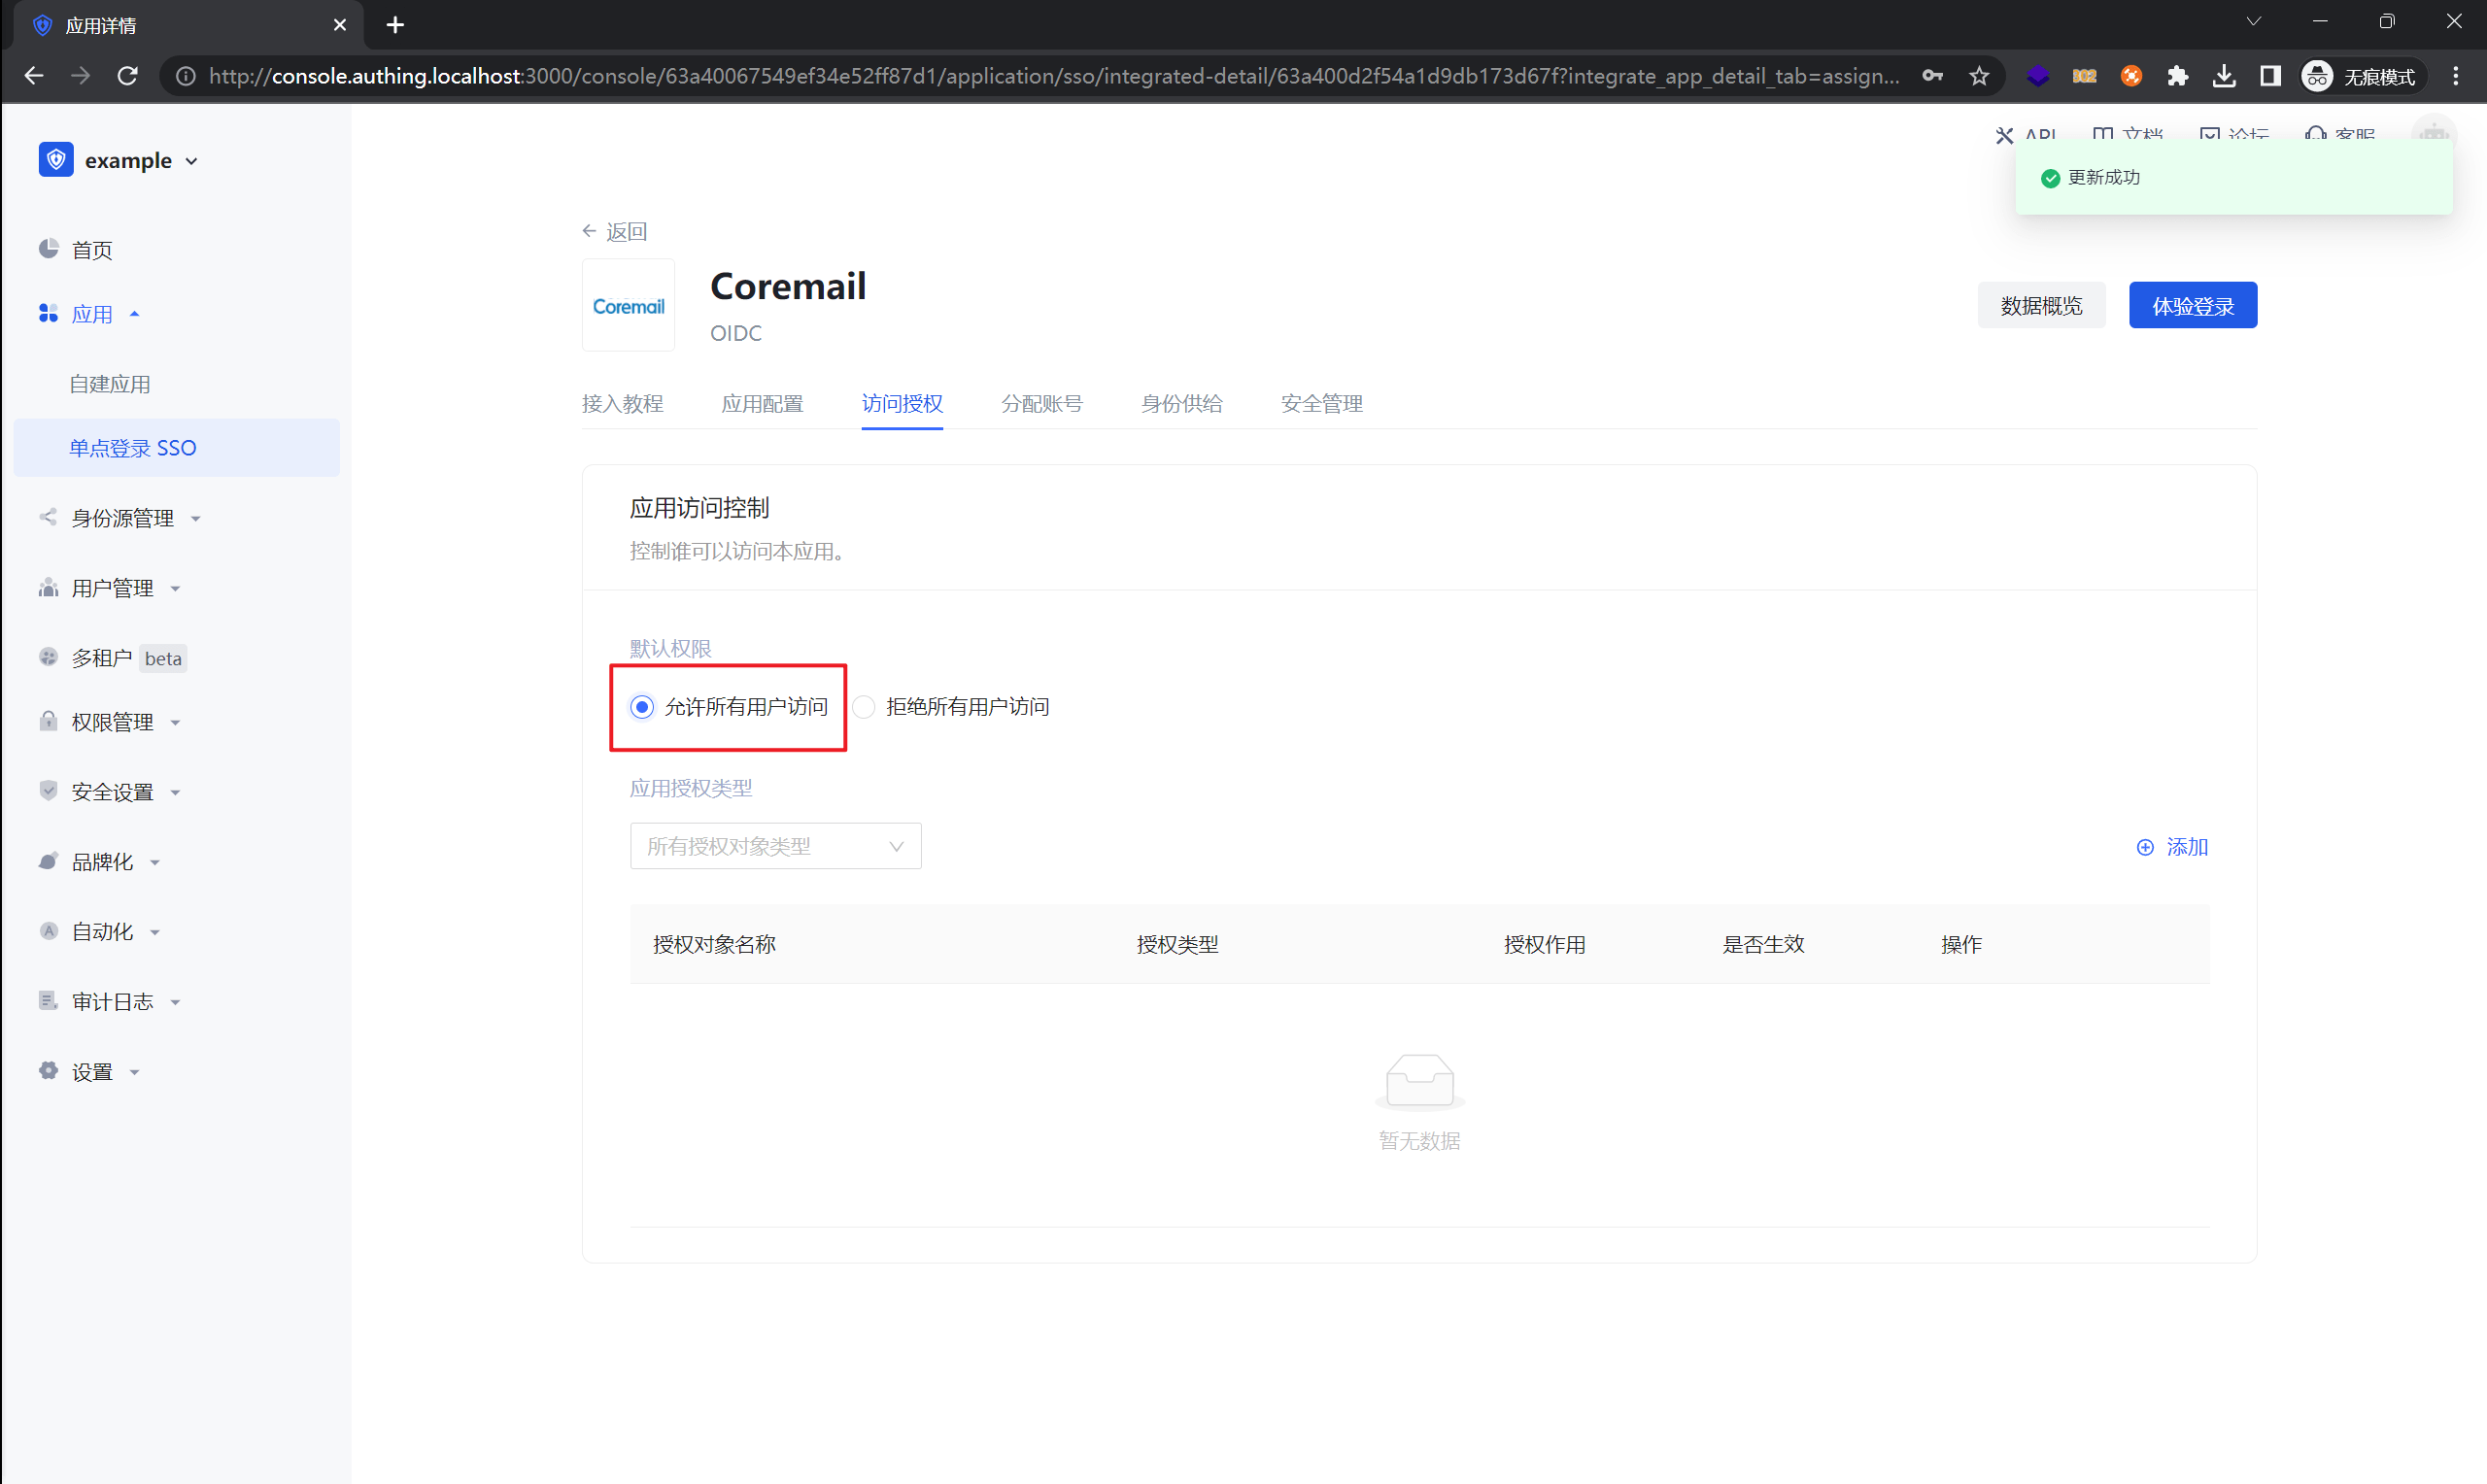 应用详情
http://console.authing.localhost:3000/console/63a40067549ef34e52ff87d1/application/sso/integrated-detail/63a400d2f54a1d9db173d67f?integrate_app_detail_tab=assign...
302
无痕模式
example
API 文档 论坛 客服
更新成功
首页
应用
自建应用
单点登录 SSO
身份源管理
用户管理
多租户 beta
权限管理
安全设置
品牌化
自动化
审计日志
设置
返回
Coremail
Coremail
OIDC
数据概览 体验登录
接入教程 应用配置 访问授权 分配账号 身份供给 安全管理
应用访问控制
控制谁可以访问本应用。
默认权限
允许所有用户访问 拒绝所有用户访问
应用授权类型
所有授权对象类型 添加
授权对象名称 授权类型 授权作用 是否生效 操作
暂无数据